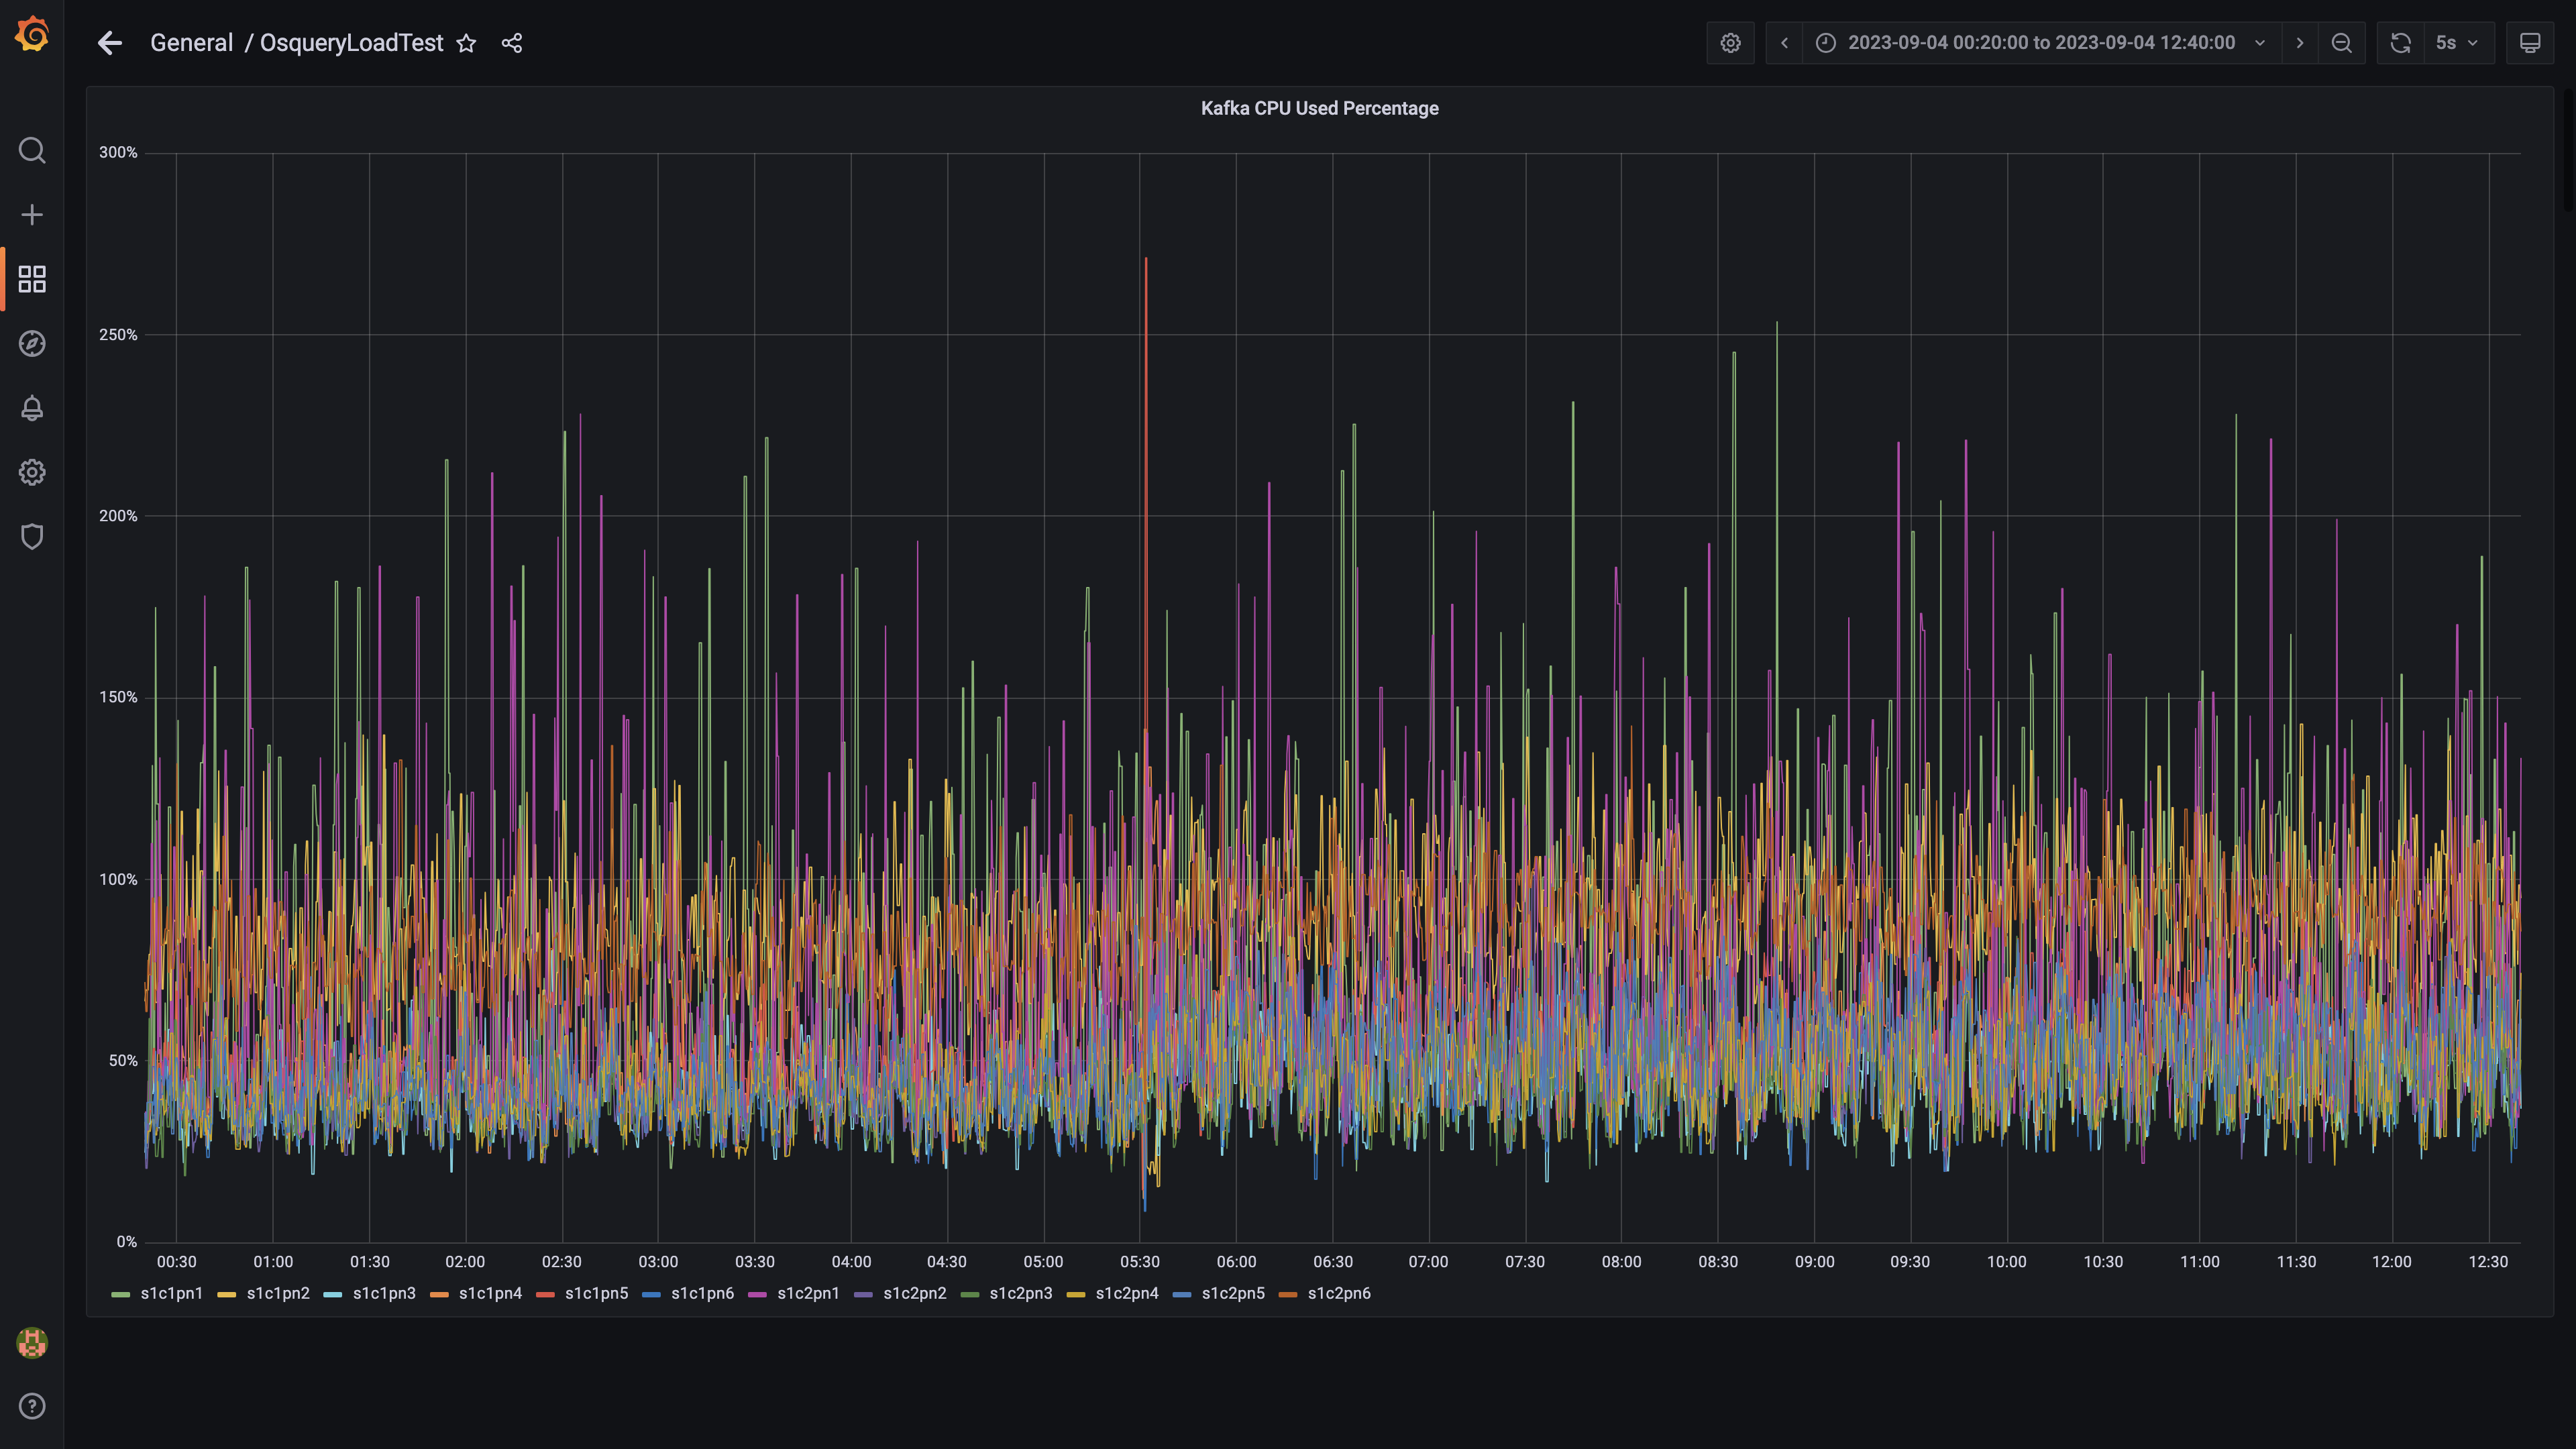 General / OsqueryLoadTest
2023-09-04 00:20:00 to 2023-09-04 12:40:00
5s
Kafka CPU Used Percentage
300%
250%
200%
150%
100%
50%
0%
00:30 01:00 01:30 02:00 02:30 03:00 03:30 04:00 04:30 05:00 05:30 06:00 06:30 07:00 07:30 08:00 08:30 09:00 09:30 10:00 10:30 11:00 11:30 12:00 12:30
s1c1pn1 s1c1pn2 s1c1pn3 s1c1pn4 s1c1pn5 s1c1pn6 s1c2pn1 s1c2pn2 s1c2pn3 s1c2pn4 s1c2pn5 s1c2pn6